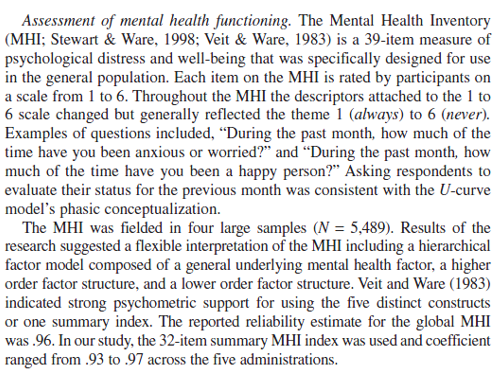 Assessment of mental health functioning. The Mental Health Inventory
(MHI; Stewart & Ware, 1998; Veit & Ware, 1983) is a 39-item measure of
psychological distress and well-being that was specifically designed for use
in the general population. Each item on the MHI is rated by participants on
a scale from 1 to 6. Throughout the MHI the descriptors attached to the 1 to
6 scale changed but generally reflected the theme 1 (always) to 6 (never).
Examples of questions included, “During the past month, how much of the
time have you been anxious or worried?” and “During the past month, how
much of the time have you been a happy person?” Asking respondents to
evaluate their status for the previous month was consistent with the U-curve
model’s phasic conceptualization.
The MHI was fielded in four large samples (N = 5,489). Results of the
research suggested a flexible interpretation of the MHI including a hierarchical
factor model composed of a general underlying mental health factor, a higher
order factor structure, and a lower order factor structure. Veit and Ware (1983)
indicated strong psychometric support for using the five distinct constructs
or one summary index. The reported reliability estimate for the global MHI
was .96. In our study, the 32-item summary MHI index was used and coefficient
ranged from .93 to .97 across the five administrations.